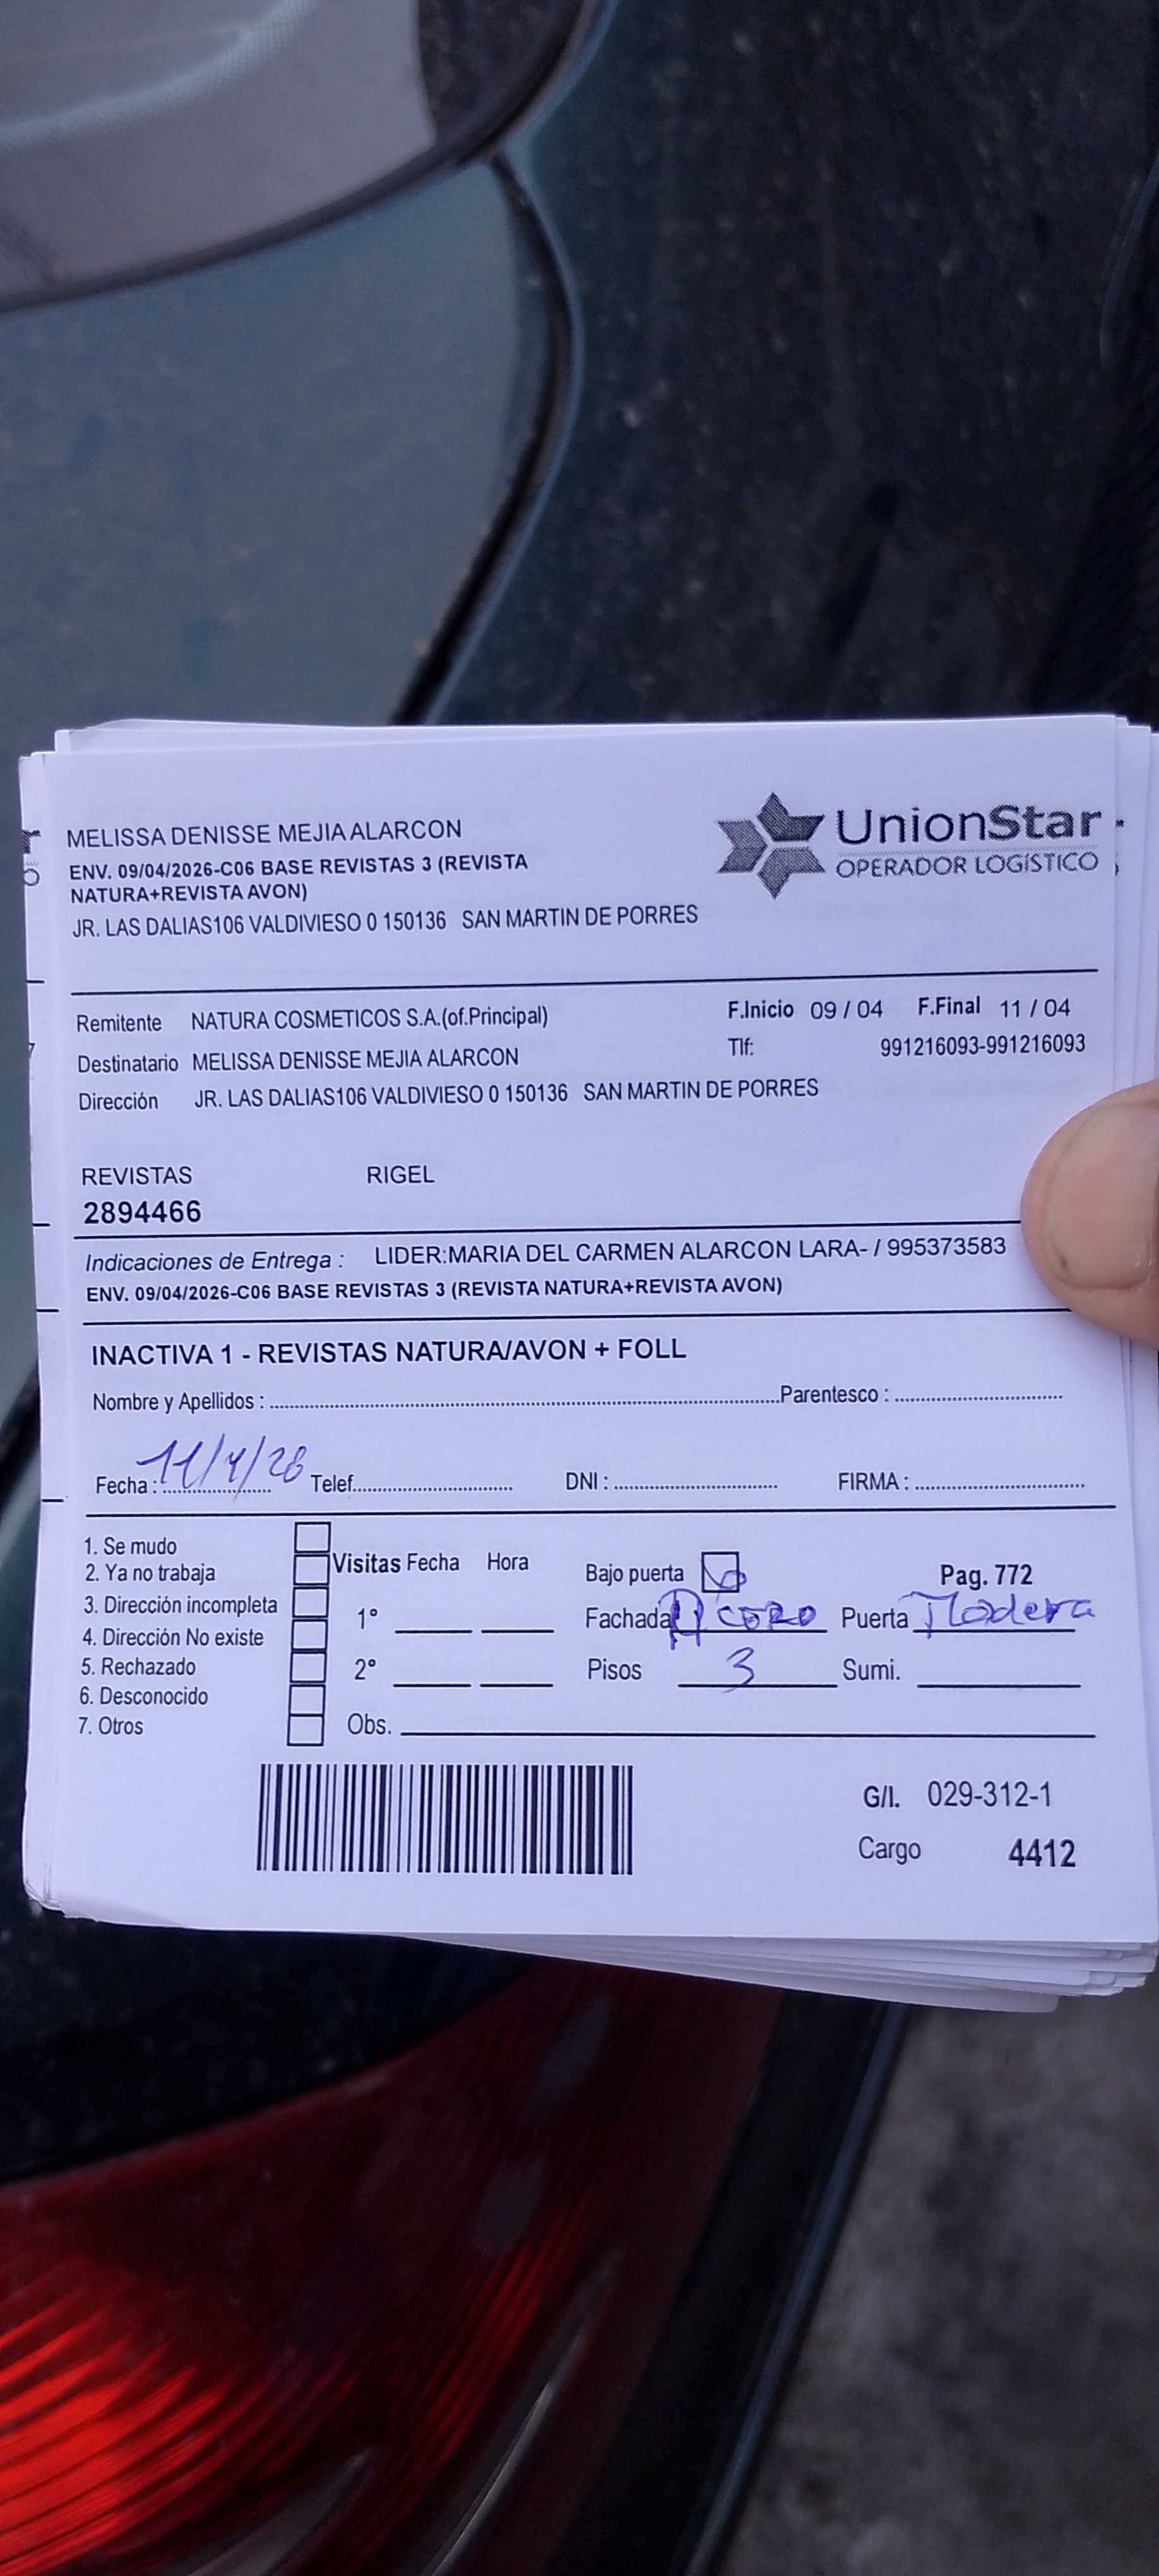 MELISSA DENISSE MEJIA ALARCON
ENV. 09/04/2026-C06 BASE REVISTAS 3 (REVISTA
NATURA+REVISTA AVON)
JR. LAS DALIAS106 VALDIVIESO 0 150136 SAN MARTIN DE PORRES
UnionStar
OPERADOR LOGÍSTICO
Remitente NATURA COSMETICOS S.A.(of.Principal) F.Inicio 09 / 04 F.Final 11 / 04
Destinatario MELISSA DENISSE MEJIA ALARCON Tlf: 991216093-991216093
Dirección JR. LAS DALIAS106 VALDIVIESO 0 150136 SAN MARTIN DE PORRES
REVISTAS RIGEL
2894466
Indicaciones de Entrega : LIDER:MARIA DEL CARMEN ALARCON LARA- / 995373583
ENV. 09/04/2026-C06 BASE REVISTAS 3 (REVISTA NATURA+REVISTA AVON)
INACTIVA 1 - REVISTAS NATURA/AVON + FOLL
Nombre y Apellidos : Parentesco :
Fecha : 11/4/26 Telef. DNI : FIRMA :
1. Se mudo
2. Ya no trabaja
3. Dirección incompleta
4. Dirección No existe
5. Rechazado
6. Desconocido
7. Otros
Visitas Fecha Hora
1°
2°
Obs.
Bajo puerta Pag. 772
Fachada Puerta Madera
Pisos 3 Sumi.
G/I. 029-312-1
Cargo 4412